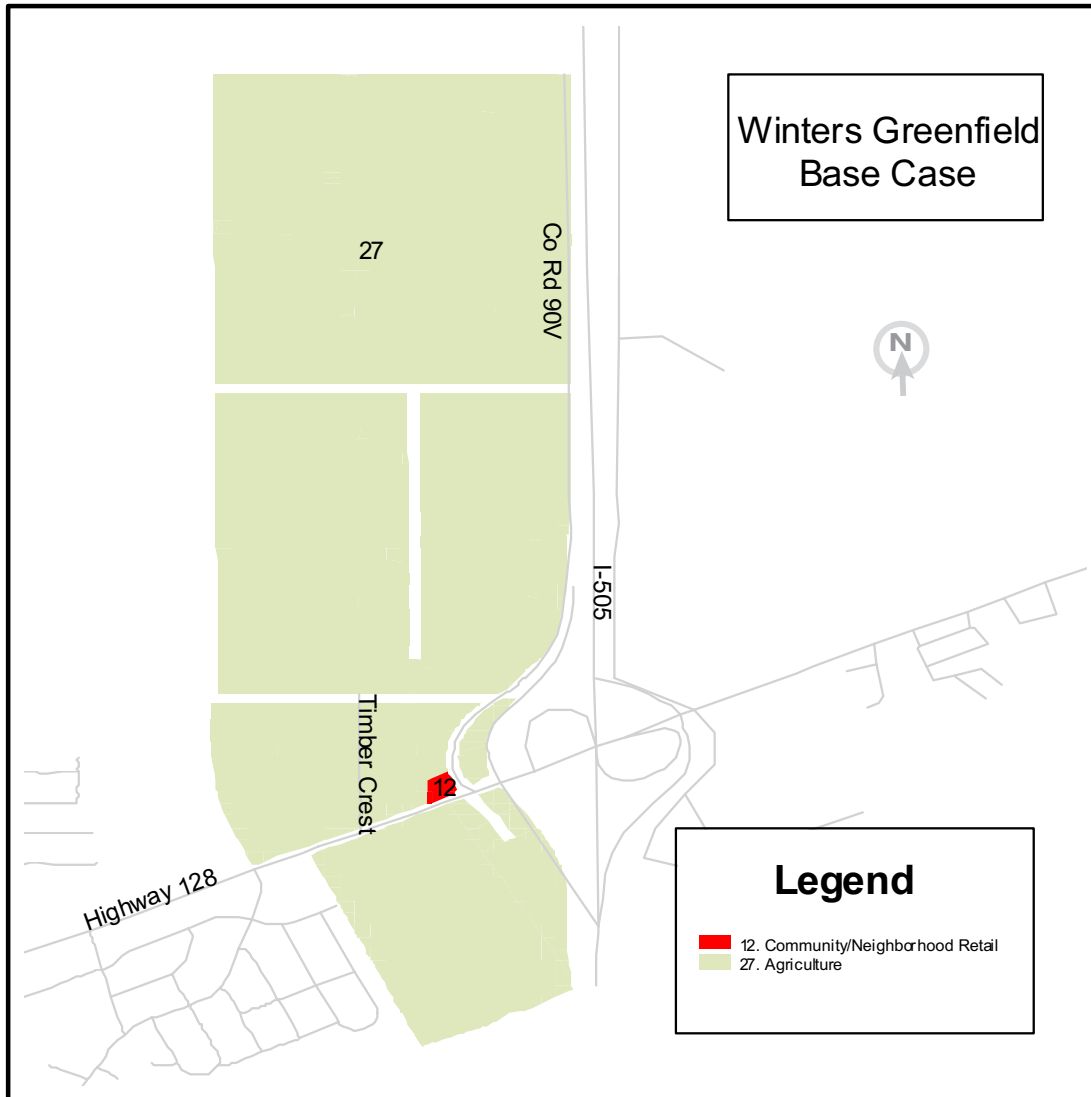 Winters Greenfield
Base Case
27
Co Rd 90V
N
I-505
Timber Crest
12
Highway 128
Legend
12. Community/Neighborhood Retail
27. Agriculture